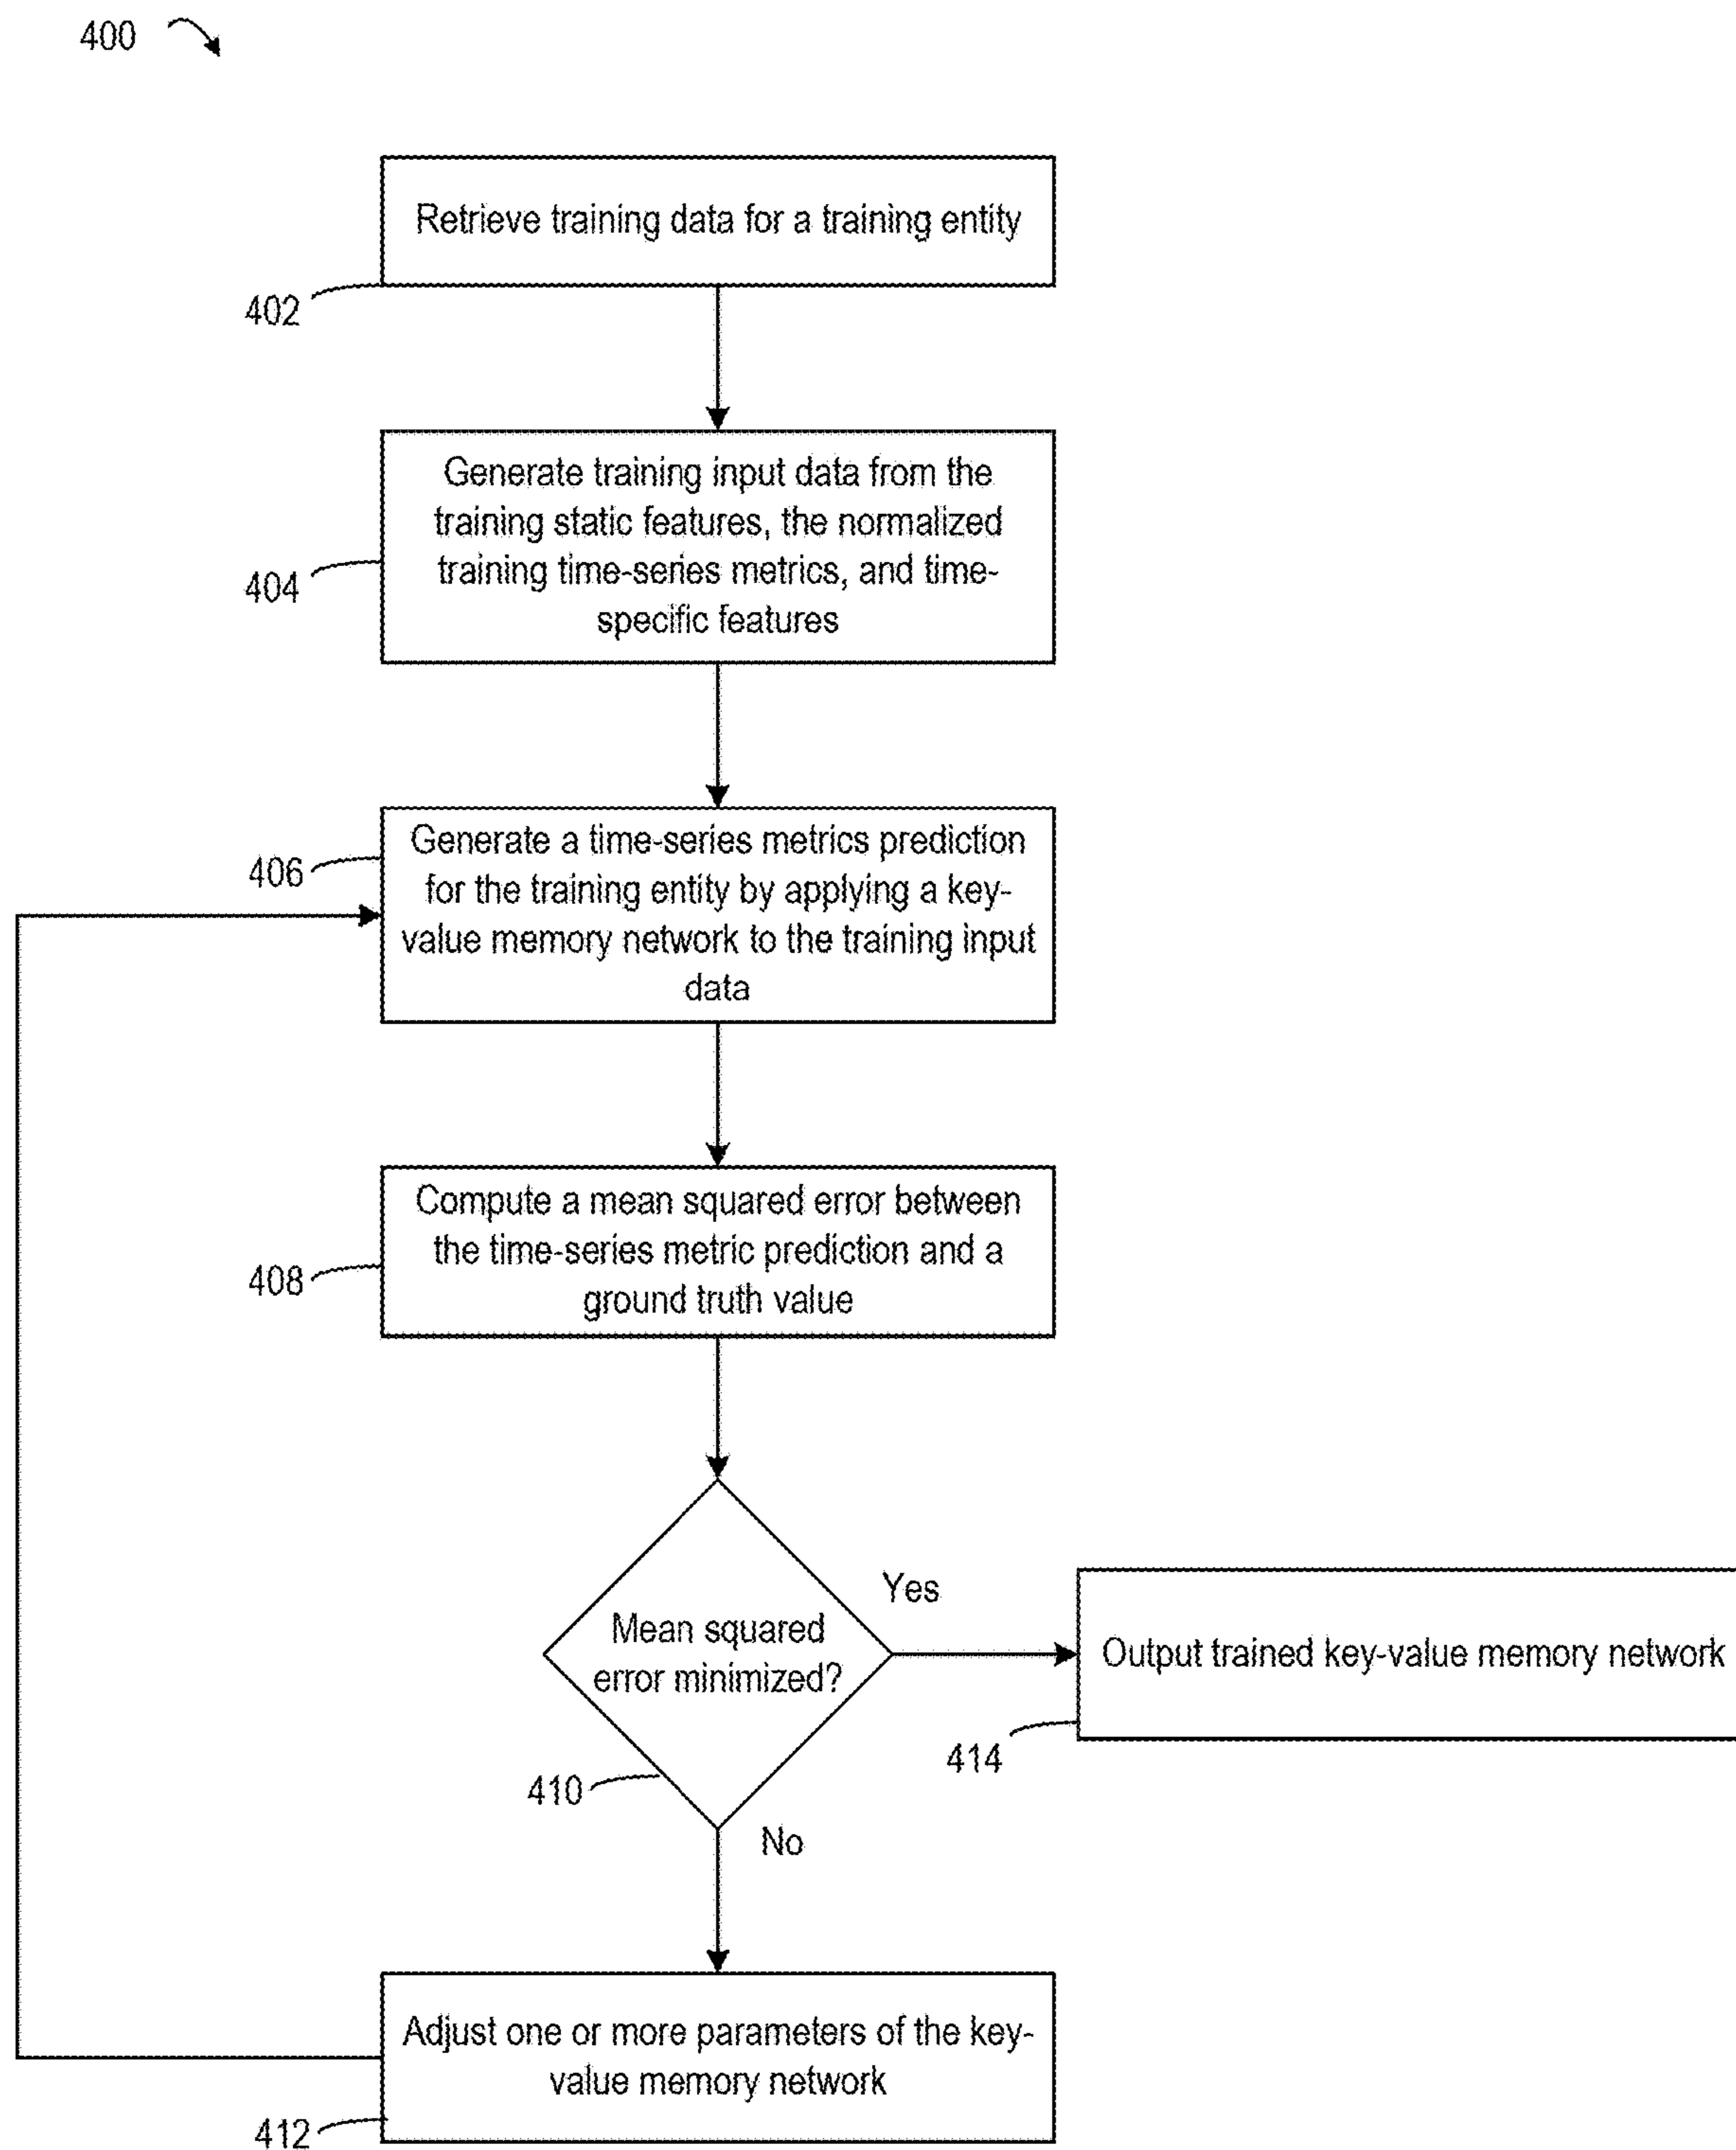 400
Retrieve training data for a training entity
402
Generate training input data from the
training static features, the normalized
training time-series metrics, and time-
specific features
404
Generate a time-series metrics prediction
for the training entity by applying a key-
value memory network to the training input
data
406
Compute a mean squared error between
the time-series metric prediction and a
ground truth value
408
Mean squared
error minimized?
410
Yes
Output trained key-value memory network
414
No
Adjust one or more parameters of the key-
value memory network
412